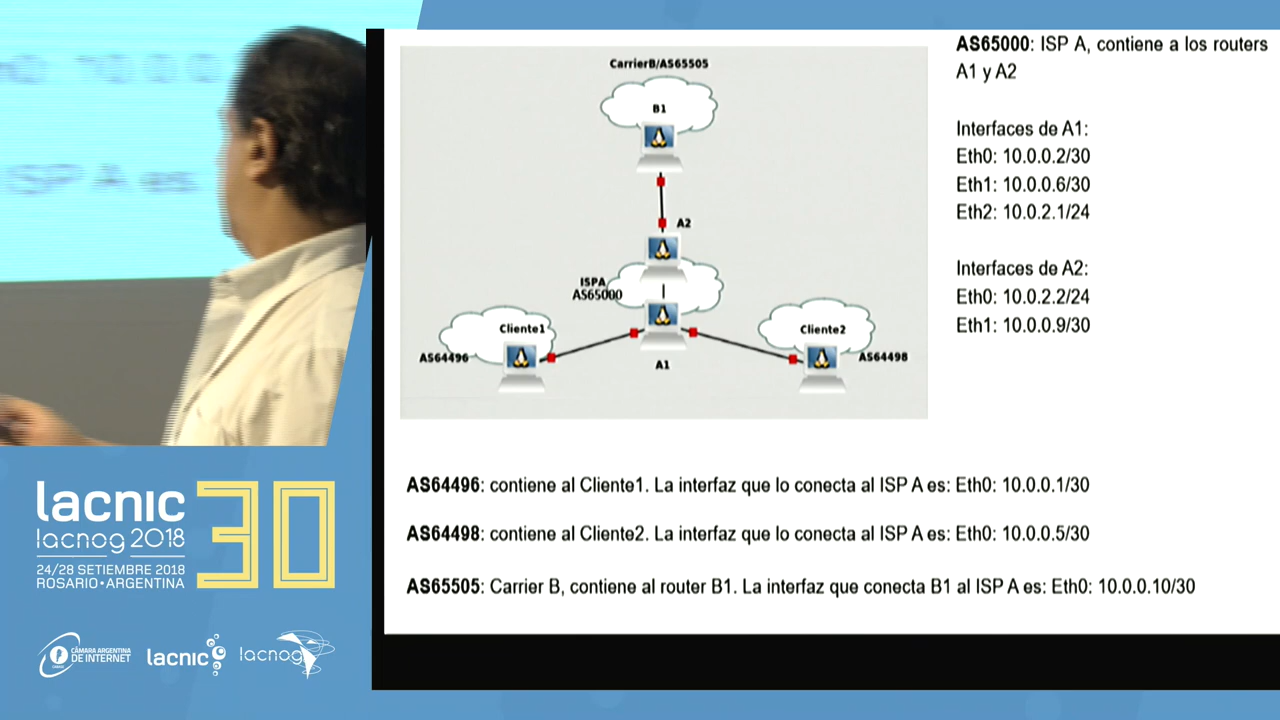 CarrierB/AS65505
B1
A2
ISPA
AS65000
Cliente1
Cliente2
AS64496
AS64498
A1
AS65000: ISP A, contiene a los routers
A1 y A2
Interfaces de A1:
Eth0: 10.0.0.2/30
Eth1: 10.0.0.6/30
Eth2: 10.0.2.1/24
Interfaces de A2:
Eth0: 10.0.2.2/24
Eth1: 10.0.0.9/30
AS64496: contiene al Cliente1. La interfaz que lo conecta al ISP A es: Eth0: 10.0.0.1/30
AS64498: contiene al Cliente2. La interfaz que lo conecta al ISP A es: Eth0: 10.0.0.5/30
AS65505: Carrier B, contiene al router B1. La interfaz que conecta B1 al ISP A es: Eth0: 10.0.0.10/30
ISP A es
lacnic 30
lacnog 2018
24/28 SETIEMBRE 2018
ROSARIO•ARGENTINA
CÁMARA ARGENTINA
DE INTERNET
lacnic
lacnog